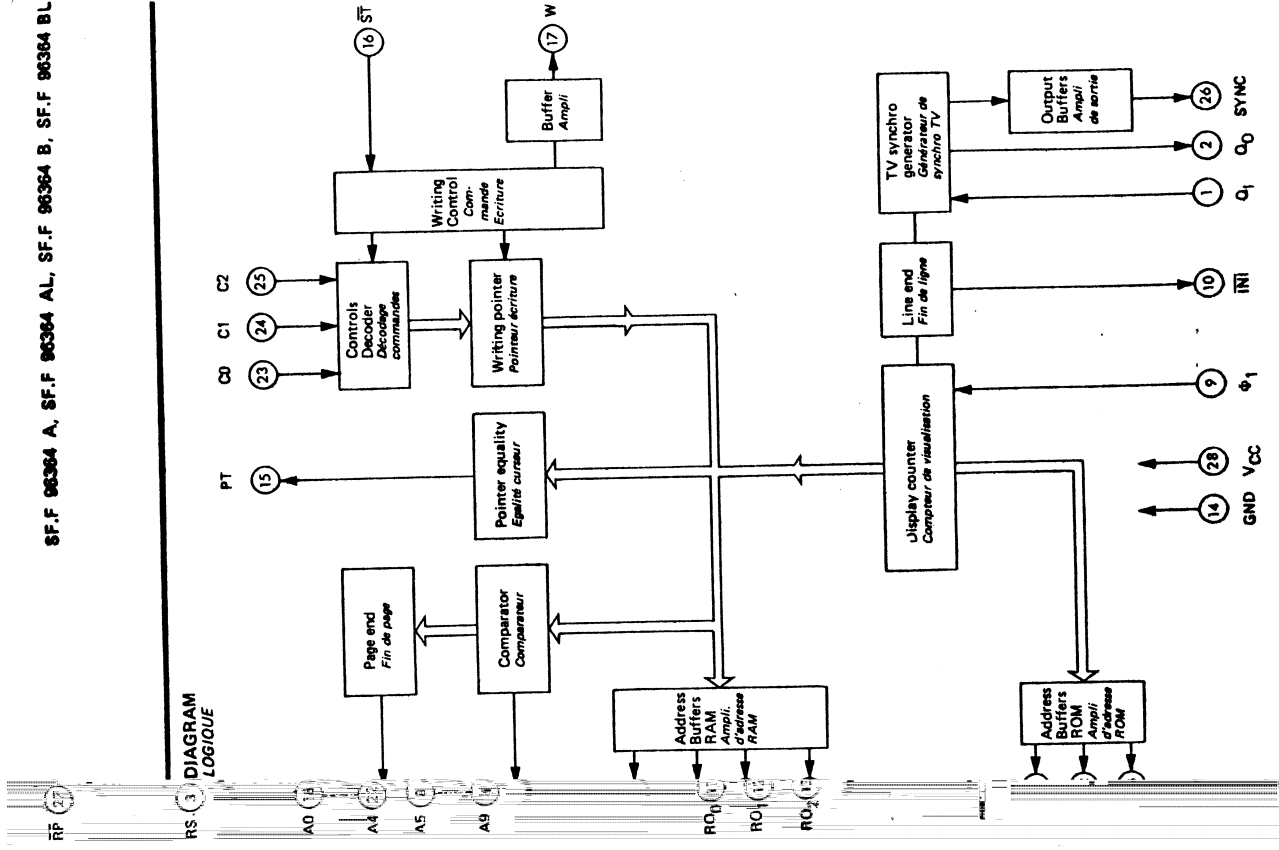 SF.F 96364 A, SF.F 96364 AL, SF.F 96364 B, SF.F 96364 BL
DIAGRAM
LOGIQUE
PT
15
C0
23
C1
24
C2
25
16
ST
Page end
Fin de page
Controls
Decoder
Décodage
commandes
Writing
Control
Com-
mande
Ecriture
Buffer
Ampli
17
W
Comparator
Comparateur
Pointer equality
Egalité curseur
Writing pointer
Pointeur écriture
Address
Buffers
RAM
Ampli.
d'adresse
RAM
Display counter
Compteur de visualisation
Line end
Fin de ligne
TV synchro
generator
Générateur de
synchro TV
Output
Buffers
Ampli
de sortie
Address
Buffers
ROM
Ampli
d'adresse
ROM
14
GND
28
VCC
9
Φ1
10
INI
1
QI
2
QO
26
SYNC
RP
27
RS
3
A0
A4
A5
A9
RO0
RO1
RO2